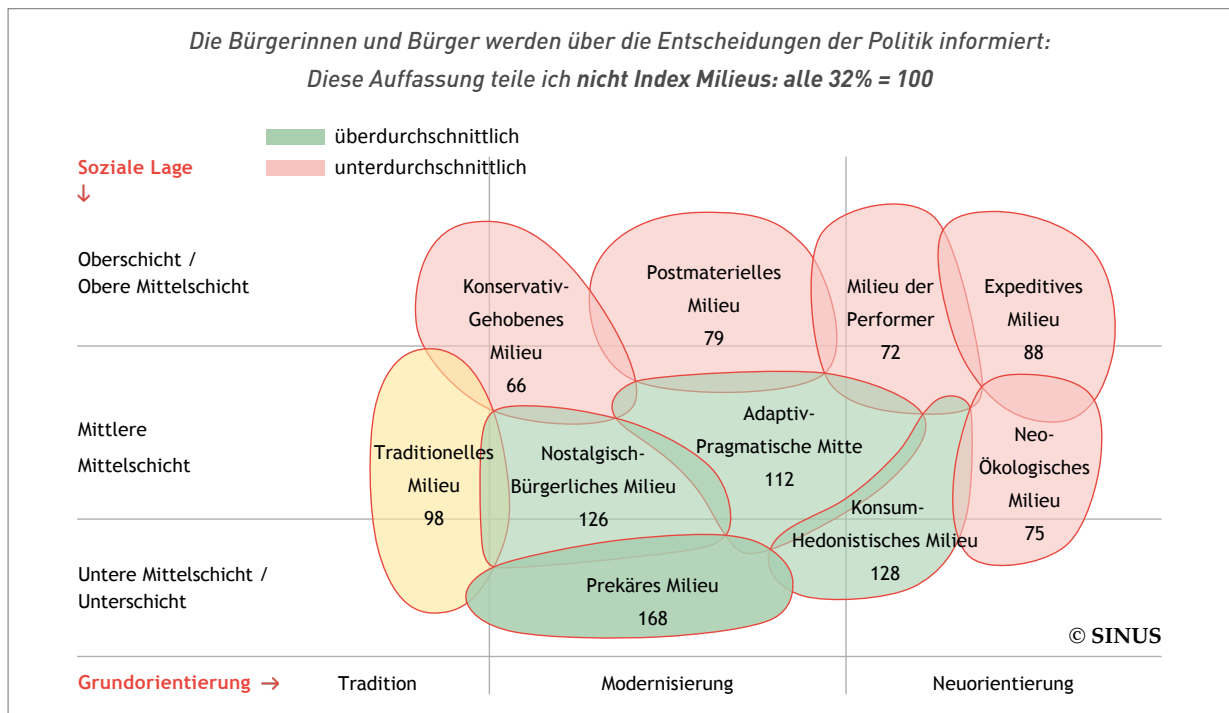 Die Bürgerinnen und Bürger werden über die Entscheidungen der Politik informiert:
Diese Auffassung teile ich nicht Index Milieus: alle 32% = 100
überdurchschnittlich
unterdurchschnittlich
Soziale Lage
↓
Oberschicht /
Obere Mittelschicht
Konservativ-
Gehobenes
Milieu
66
Postmaterielles
Milieu
79
Milieu der
Performer
72
Expeditives
Milieu
88
Mittlere
Mittelschicht
Traditionelles
Milieu
98
Nostalgisch-
Bürgerliches Milieu
126
Adaptiv-
Pragmatische Mitte
112
Neo-
Ökologisches
Milieu
75
Konsum-
Hedonistisches Milieu
128
Untere Mittelschicht /
Unterschicht
Prekäres Milieu
168
© SINUS
Grundorientierung →
Tradition
Modernisierung
Neuorientierung